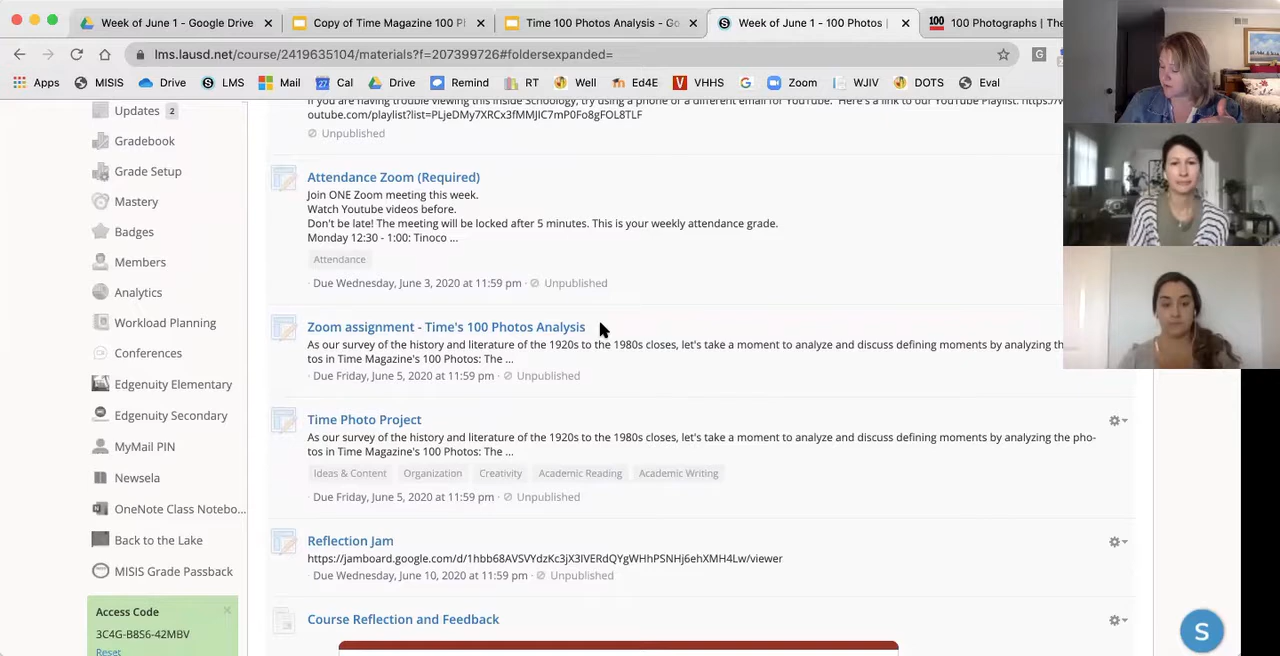 Week of June 1 - Google Drive
Copy of Time Magazine 100 P
Time 100 Photos Analysis - Go
Week of June 1 - 100 Photos |
100 Photographs | The
lms.lausd.net/course/2419635104/materials?f=207399726#foldersexpanded=
Apps
MISIS
Drive
LMS
Mail
Cal
Drive
Remind
RT
Well
Ed4E
VHHS
Zoom
WJIV
DOTS
Eval
If you are having trouble viewing this inside Schoology, try using a phone or a different email for YouTube. Here's a link to our YouTube Playlist: https://w
outube.com/playlist?list=PLjeDMy7XRCx3fMMJIC7mP0Fo8gFOL8TLF
Unpublished
Updates 2
Gradebook
Grade Setup
Mastery
Badges
Members
Analytics
Workload Planning
Conferences
Edgenuity Elementary
Edgenuity Secondary
MyMail PIN
Newsela
OneNote Class Notebo...
Back to the Lake
MISIS Grade Passback
Access Code
3C4G-B8S6-42MBV
Reset
Attendance Zoom (Required)
Join ONE Zoom meeting this week.
Watch Youtube videos before.
Don't be late! The meeting will be locked after 5 minutes. This is your weekly attendance grade.
Monday 12:30 - 1:00: Tinoco ...
Attendance
· Due Wednesday, June 3, 2020 at 11:59 pm · Unpublished
Zoom assignment - Time's 100 Photos Analysis
As our survey of the history and literature of the 1920s to the 1980s closes, let's take a moment to analyze and discuss defining moments by analyzing th
tos in Time Magazine's 100 Photos: The ...
· Due Friday, June 5, 2020 at 11:59 pm · Unpublished
Time Photo Project
As our survey of the history and literature of the 1920s to the 1980s closes, let's take a moment to analyze and discuss defining moments by analyzing the pho-
tos in Time Magazine's 100 Photos: The ...
Ideas & Content
Organization
Creativity
Academic Reading
Academic Writing
· Due Friday, June 5, 2020 at 11:59 pm · Unpublished
Reflection Jam
https://jamboard.google.com/d/1hbb68AVSVYdzKc3jX3IVERdQYgWHhPSNHj6ehXMH4Lw/viewer
· Due Wednesday, June 10, 2020 at 11:59 pm · Unpublished
Course Reflection and Feedback